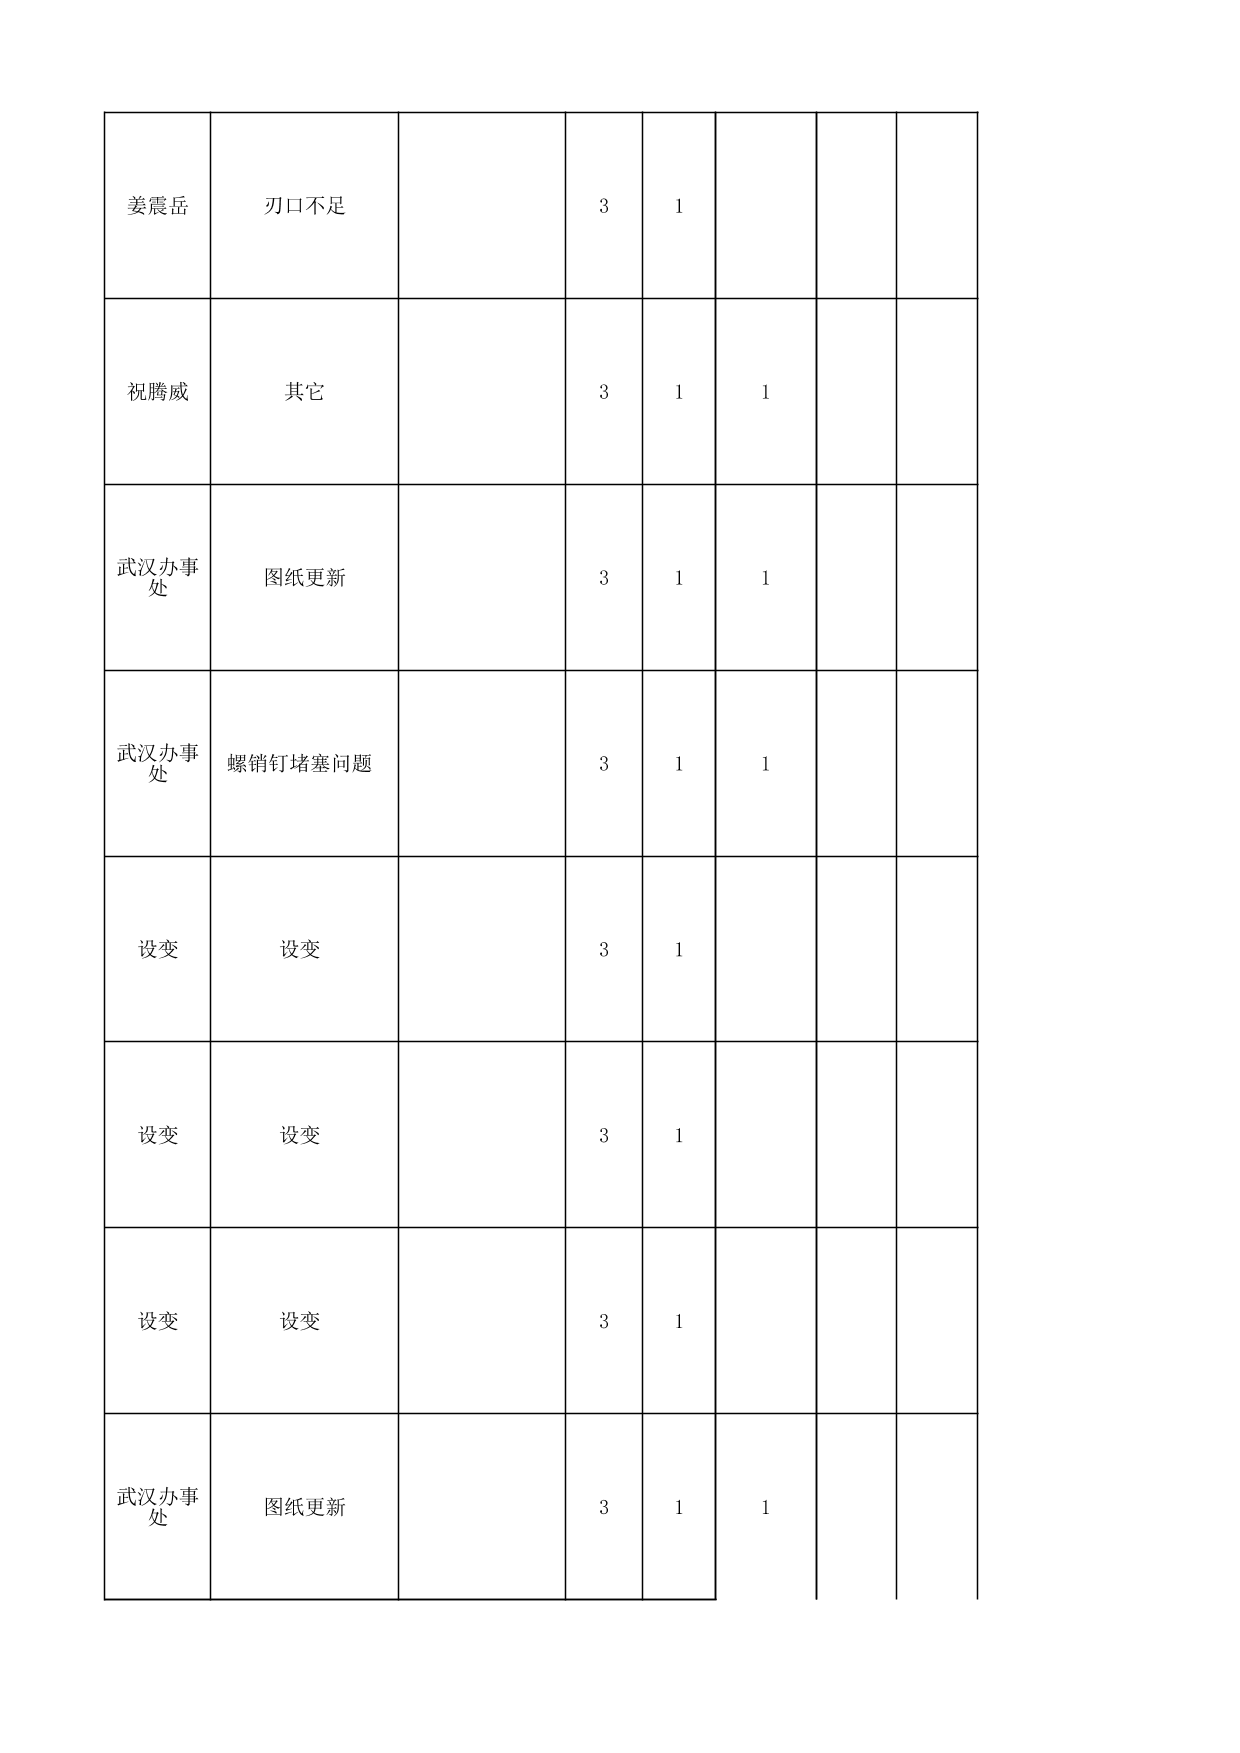 姜震岳 刃口不足 3 1
祝腾威 其它 3 1 1
武汉办事
处 图纸更新 3 1 1
武汉办事
处 螺销钉堵塞问题 3 1 1
设变 设变 3 1
设变 设变 3 1
设变 设变 3 1
武汉办事
处 图纸更新 3 1 1